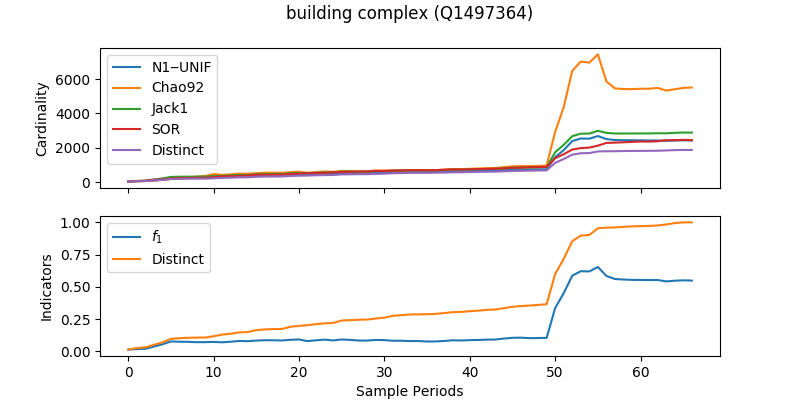 building complex (Q1497364)
Cardinality
6000
4000
2000
0
N1−UNIF
Chao92
Jack1
SOR
Distinct
Indicators
1.00
0.75
0.50
0.25
0.00
f1
Distinct
0 10 20 30 40 50 60
Sample Periods